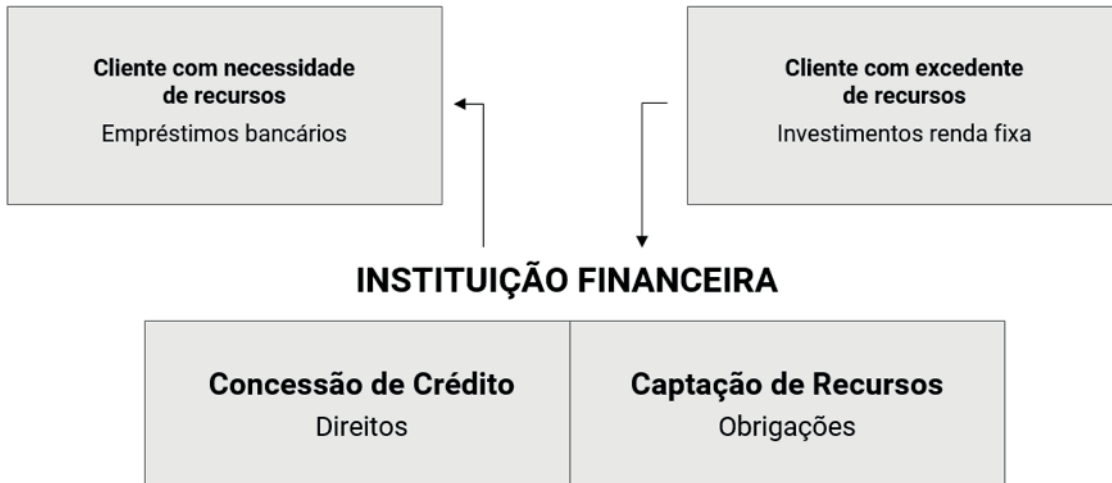 Cliente com necessidade
de recursos
Empréstimos bancários
Cliente com excedente
de recursos
Investimentos renda fixa
INSTITUIÇÃO FINANCEIRA
Concessão de Crédito
Direitos
Captação de Recursos
Obrigações